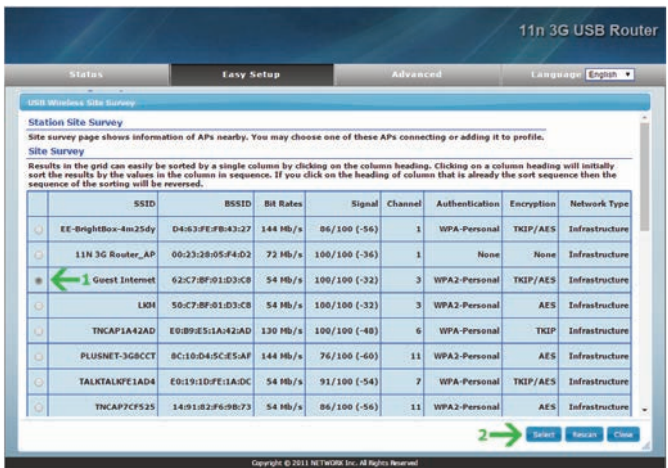 11n 3G USB Router
Status Easy Setup Advanced Language English
USB Wireless Site Survey
Station Site Survey
Site survey page shows information of APs nearby. You may choose one of these APs connecting or adding it to profile.
Site Survey
Results in the grid can easily be sorted by a single column by clicking on the column heading. Clicking on a column heading will initially
sort the results by the values in the column in sequence. If you click on the heading of column that is already the sort sequence then the
sequence of the sorting will be reversed.
SSID BSSID Bit Rates Signal Channel Authentication Encryption Network Type
EE-BrightBox-4m25dy D4:63:FE:FB:43:27 144 Mb/s 86/100 (-56) 1 WPA-Personal TKIP/AES Infrastructure
11N 3G Router_AP 00:23:28:05:F4:D2 72 Mb/s 100/100 (-36) 1 None None Infrastructure
1 Guest Internet 62:C7:BF:01:D3:C8 54 Mb/s 100/100 (-32) 3 WPA2-Personal TKIP/AES Infrastructure
LKM 50:C7:BF:01:D3:C8 54 Mb/s 100/100 (-32) 3 WPA2-Personal AES Infrastructure
TNCAP1A42AD E0:B9:E5:1A:42:AD 130 Mb/s 100/100 (-48) 6 WPA-Personal TKIP Infrastructure
PLUSNET-3G8CCT 8C:10:D4:5C:E5:AF 144 Mb/s 76/100 (-60) 11 WPA2-Personal AES Infrastructure
TALKTALKFE1AD4 E0:19:1D:FE:1A:DC 54 Mb/s 91/100 (-54) 7 WPA-Personal TKIP/AES Infrastructure
TNCAP7CF525 14:91:82:F6:9B:73 54 Mb/s 86/100 (-56) 11 WPA2-Personal AES Infrastructure
2 Select Rescan Close
Copyright © 2011 NETWORK Inc. All Rights Reserved